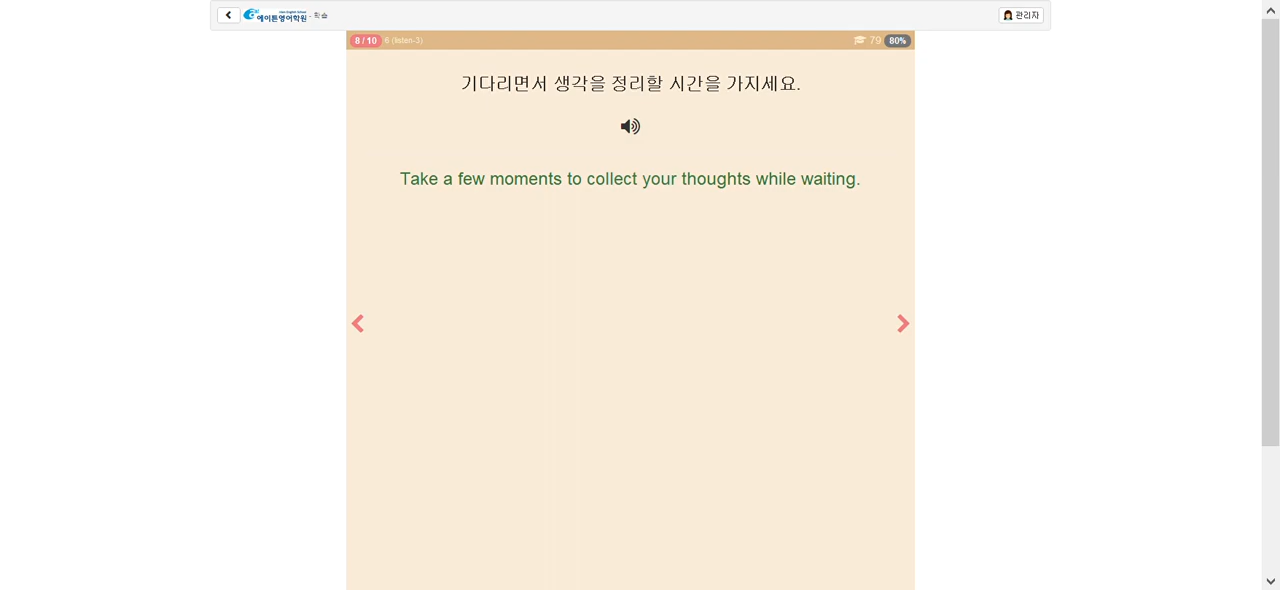 에이튼영어학원 - 학습
관리자
8 / 10 6 (listen-3) 79 80%
기다리면서 생각을 정리할 시간을 가지세요.
Take a few moments to collect your thoughts while waiting.